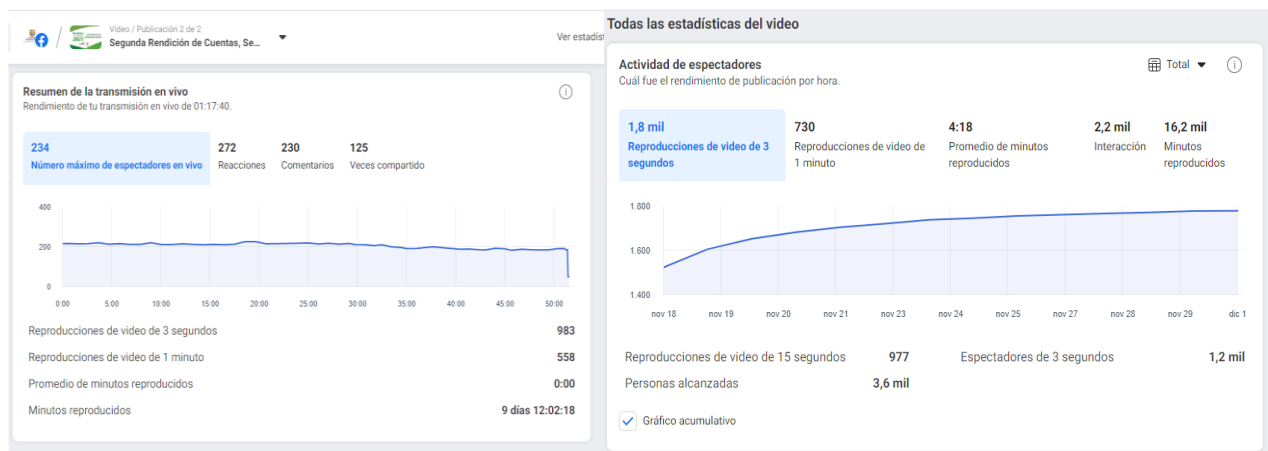 Video / Publicación 2 de 2
Segunda Rendición de Cuentas, Se...
Ver estadíst
Resumen de la transmisión en vivo
Rendimiento de tu transmisión en vivo de 01:17:40.
234
Número máximo de espectadores en vivo
272
Reacciones
230
Comentarios
125
Veces compartido
400
200
0
0:00 5:00 10:00 15:00 20:00 25:00 30:00 35:00 40:00 45:00 50:00
Reproducciones de video de 3 segundos 983
Reproducciones de video de 1 minuto 558
Promedio de minutos reproducidos 0:00
Minutos reproducidos 9 días 12:02:18
Todas las estadísticas del video
Actividad de espectadores
Cuál fue el rendimiento de publicación por hora.
Total
1,8 mil
Reproducciones de video de 3
segundos
730
Reproducciones de video de
1 minuto
4:18
Promedio de minutos
reproducidos
2,2 mil
Interacción
16,2 mil
Minutos
reproducidos
1.800
1.600
1.400
nov 18 nov 19 nov 20 nov 21 nov 23 nov 24 nov 25 nov 27 nov 28 nov 29 dic 1
Reproducciones de video de 15 segundos 977
Espectadores de 3 segundos 1,2 mil
Personas alcanzadas 3,6 mil
Gráfico acumulativo